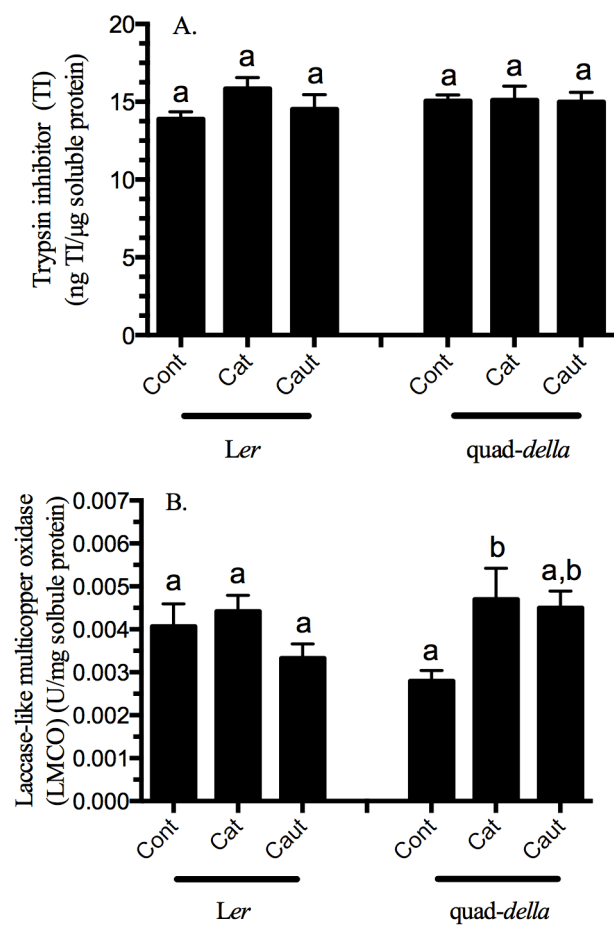 A.
Trypsin inhibitor (TI)
(ng TI/µg soluble protein)
20
15
10
5
0
a
a
a
a
a
a
Cont
Cat
Caut
Cont
Cat
Caut
Ler
quad-della
B.
Laccase-like multicopper oxidase
(LMCO) (U/mg solbule protein)
0.007
0.006
0.005
0.004
0.003
0.002
0.001
0.000
a
a
a
a
b
a,b
Cont
Cat
Caut
Cont
Cat
Caut
Ler
quad-della